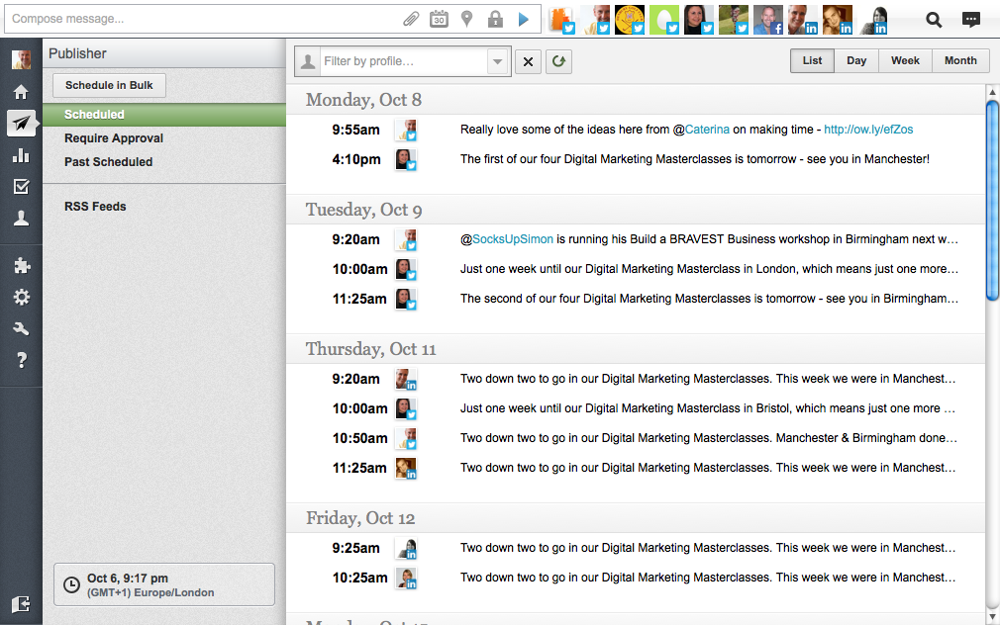 Compose message...
30
Publisher
Schedule in Bulk
Scheduled
Require Approval
Past Scheduled
RSS Feeds
Oct 6, 9:17 pm
(GMT+1) Europe/London
Filter by profile...
List Day Week Month
Monday, Oct 8
9:55am Really love some of the ideas here from @Caterina on making time - http://ow.ly/efZos
4:10pm The first of our four Digital Marketing Masterclasses is tomorrow - see you in Manchester!
Tuesday, Oct 9
9:20am @SocksUpSimon is running his Build a BRAVEST Business workshop in Birmingham next w...
10:00am Just one week until our Digital Marketing Masterclass in London, which means just one more...
11:25am The second of our four Digital Marketing Masterclasses is tomorrow - see you in Birmingham...
Thursday, Oct 11
9:20am Two down two to go in our Digital Marketing Masterclasses. This week we were in Manchest...
10:00am Just one week until our Digital Marketing Masterclass in Bristol, which means just one more ...
10:50am Two down two to go in our Digital Marketing Masterclasses. Manchester & Birmingham done...
11:25am Two down two to go in our Digital Marketing Masterclasses. This week we were in Manchest...
Friday, Oct 12
9:25am Two down two to go in our Digital Marketing Masterclasses. This week we were in Manchest...
10:25am Two down two to go in our Digital Marketing Masterclasses. This week we were in Manchest...